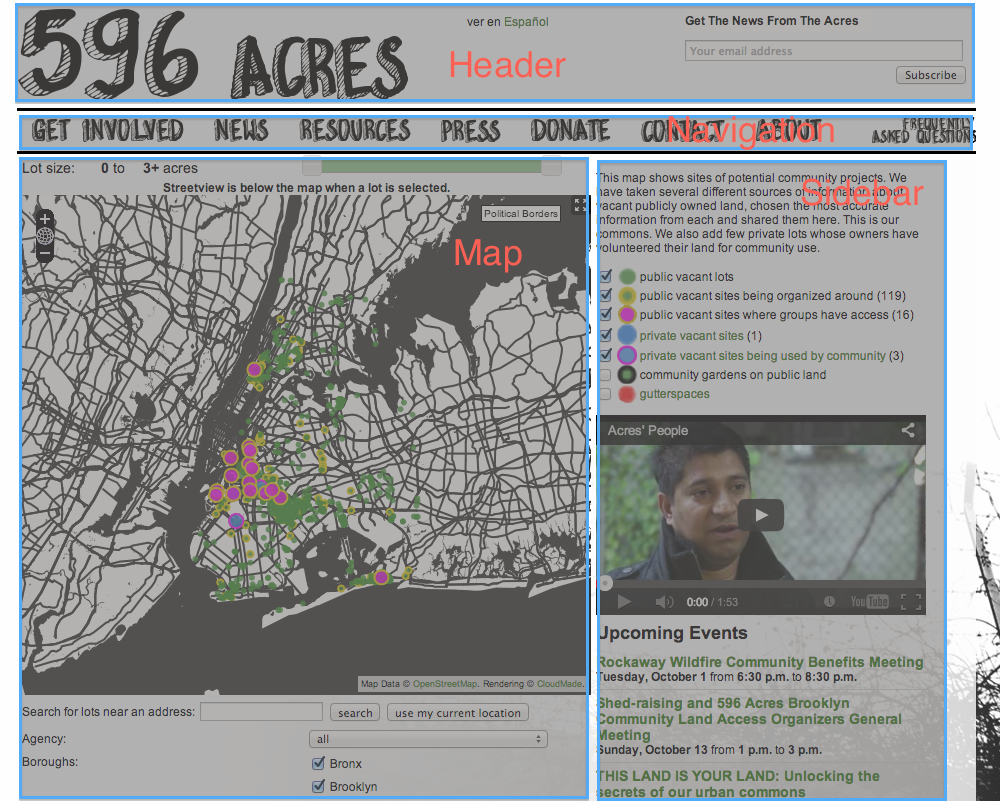 596 ACRES
ver en Español
Get The News From The Acres
Your email address
Subscribe
Header
GET INVOLVED NEWS RESOURCES PRESS DONATE CONTACT ABOUT FREQUENTLY
ASKED QUESTIONS
Navigation
Lot size: 0 to 3+ acres
Streetview is below the map when a lot is selected.
Political Borders
Map
Map Data © OpenStreetMap. Rendering © CloudMade.
Search for lots near an address: search use my current location
Agency: all
Boroughs: Bronx
Brooklyn
Sidebar
This map shows sites of potential community projects. We
have taken several different sources of information about
vacant publicly owned land, chosen the most accurate
information from each and shared them here. This is our
commons. We also add few private lots whose owners have
volunteered their land for community use.
public vacant lots
public vacant sites being organized around (119)
public vacant sites where groups have access (16)
private vacant sites (1)
private vacant sites being used by community (3)
community gardens on public land
gutterspaces
Acres' People
0:00 / 1:53
YouTube
Upcoming Events
Rockaway Wildfire Community Benefits Meeting
Tuesday, October 1 from 6:30 p.m. to 8:30 p.m.
Shed-raising and 596 Acres Brooklyn
Community Land Access Organizers General
Meeting
Sunday, October 13 from 1 p.m. to 3 p.m.
THIS LAND IS YOUR LAND: Unlocking the
secrets of our urban commons